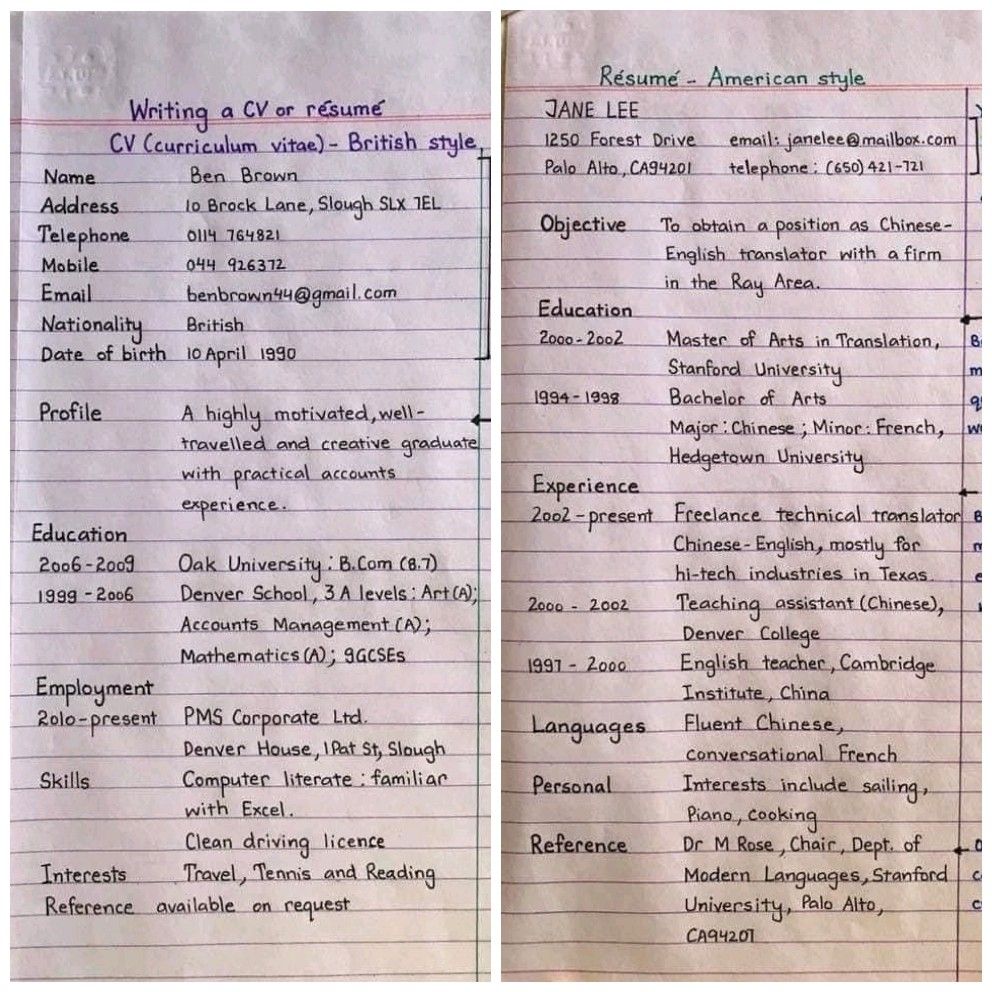 Writing a CV or résumé
CV (curriculum vitae) - British style
Name Ben Brown
Address 10 Brock Lane, Slough SLX 7EL
Telephone 0114 764821
Mobile 044 926372
Email benbrown44@gmail.com
Nationality British
Date of birth 10 April 1990
Profile A highly motivated, well-
travelled and creative graduate
with practical accounts
experience.
Education
2006-2009 Oak University: B.Com (8.7)
1999-2006 Denver School, 3 A levels: Art(A);
Accounts Management (A);
Mathematics (A); 9GCSEs
Employment
2010-present PMS Corporate Ltd.
Denver House, 1Pat St, Slough
Skills Computer literate: familiar
with Excel.
Clean driving licence
Interests Travel, Tennis and Reading
Reference available on request
Résumé - American style
JANE LEE
1250 Forest Drive email: janelee@mailbox.com
Palo Alto, CA94201 telephone: (650) 421-721
Objective To obtain a position as Chinese-
English translator with a firm
in the Ray Area.
Education
2000-2002 Master of Arts in Translation,
Stanford University
1994-1998 Bachelor of Arts
Major: Chinese; Minor: French,
Hedgetown University
Experience
2002-present Freelance technical translator
Chinese-English, mostly for
hi-tech industries in Texas.
2000 - 2002 Teaching assistant (Chinese),
Denver College
1997 - 2000 English teacher, Cambridge
Institute, China
Languages Fluent Chinese,
conversational French
Personal Interests include sailing,
Piano, cooking
Reference Dr M Rose, Chair, Dept. of
Modern Languages, Stanford
University, Palo Alto,
CA94201